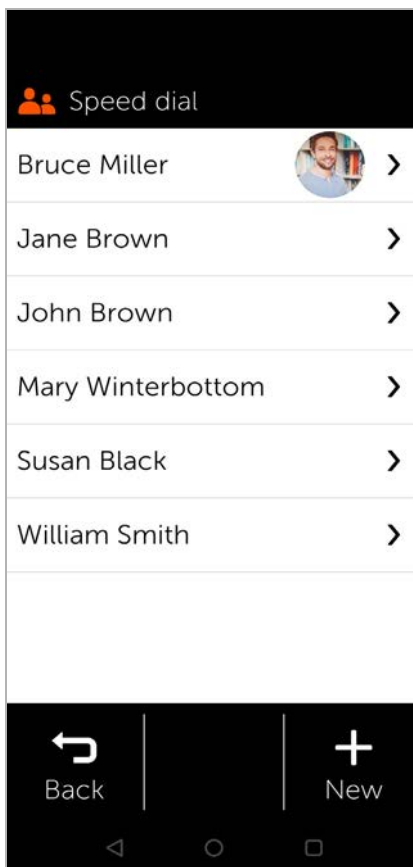 Speed dial
Bruce Miller
Jane Brown
John Brown
Mary Winterbottom
Susan Black
William Smith
Back
New